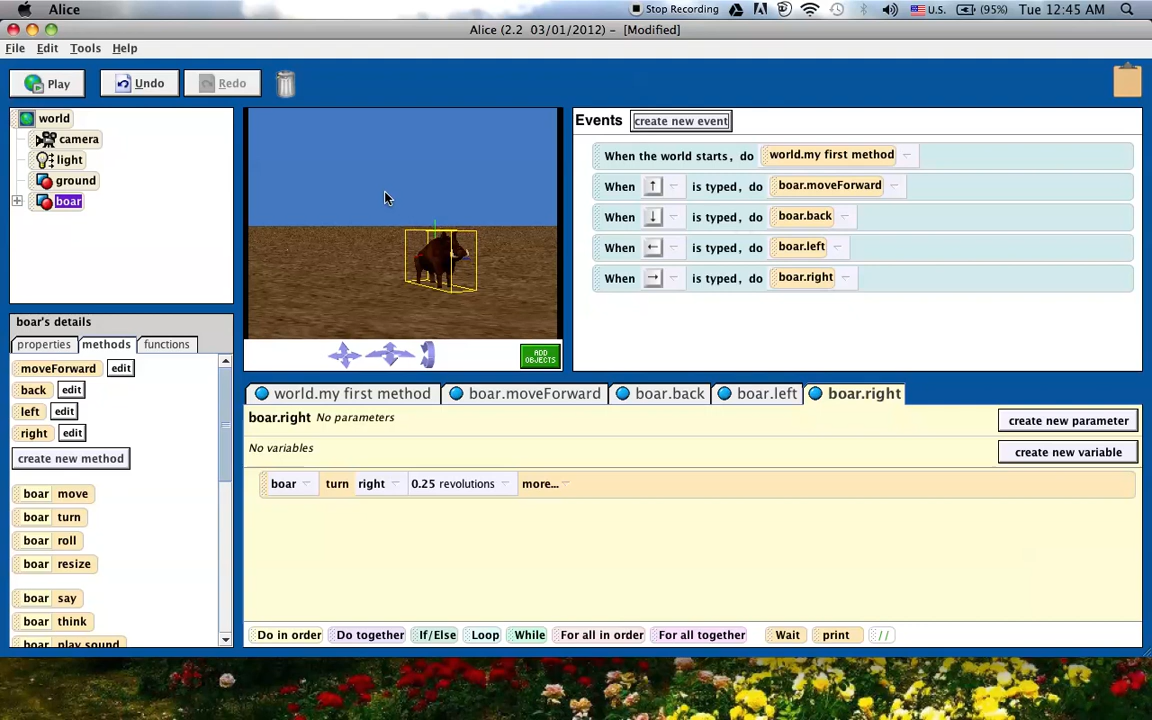 Alice
Stop Recording
U.S.
(95%)
Tue 12:45 AM
Alice (2.2 03/01/2012) - [Modified]
File Edit Tools Help
Play
Undo
Redo
world
camera
light
ground
boar
ADD
OBJECTS
Events create new event
When the world starts, do world.my first method
When ↑ is typed, do boar.moveForward
When ↓ is typed, do boar.back
When ← is typed, do boar.left
When → is typed, do boar.right
boar's details
properties methods functions
moveForward edit
back edit
left edit
right edit
create new method
boar move
boar turn
boar roll
boar resize
boar say
boar think
boar play sound
world.my first method boar.moveForward boar.back boar.left boar.right
boar.right No parameters
create new parameter
No variables
create new variable
boar turn right 0.25 revolutions more...
Do in order Do together If/Else Loop While For all in order For all together Wait print //